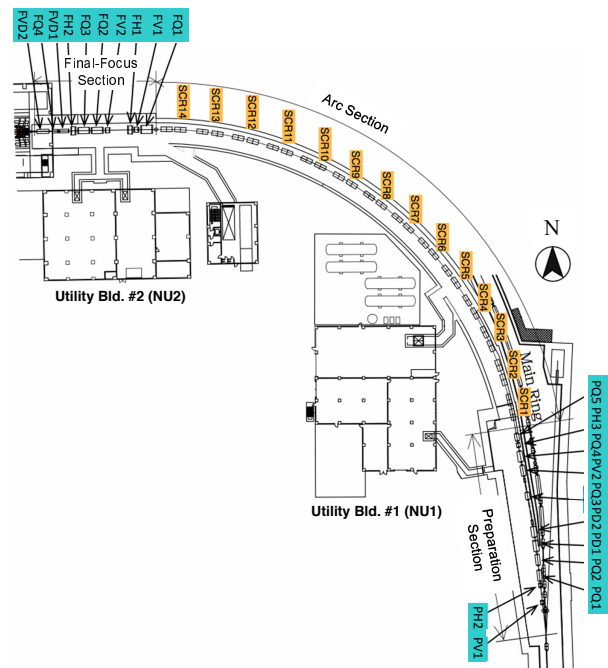 FVD2 FQ4 FVD1 FH2 FQ3 FQ2 FV2 FH1 FV1 FQ1
Final-Focus
Section
Arc Section
SCR14
SCR13
SCR12
SCR11
SCR10
SCR9
SCR8
SCR7
SCR6
SCR5
SCR4
SCR3
SCR2
SCR1
N
Utility Bld. #2 (NU2)
Main Ring
PQ5 PH3 PQ4 PV2 PQ3 PD2 PD1 PQ2 PQ1
Utility Bld. #1 (NU1)
Preparation
Section
PH2 PV1